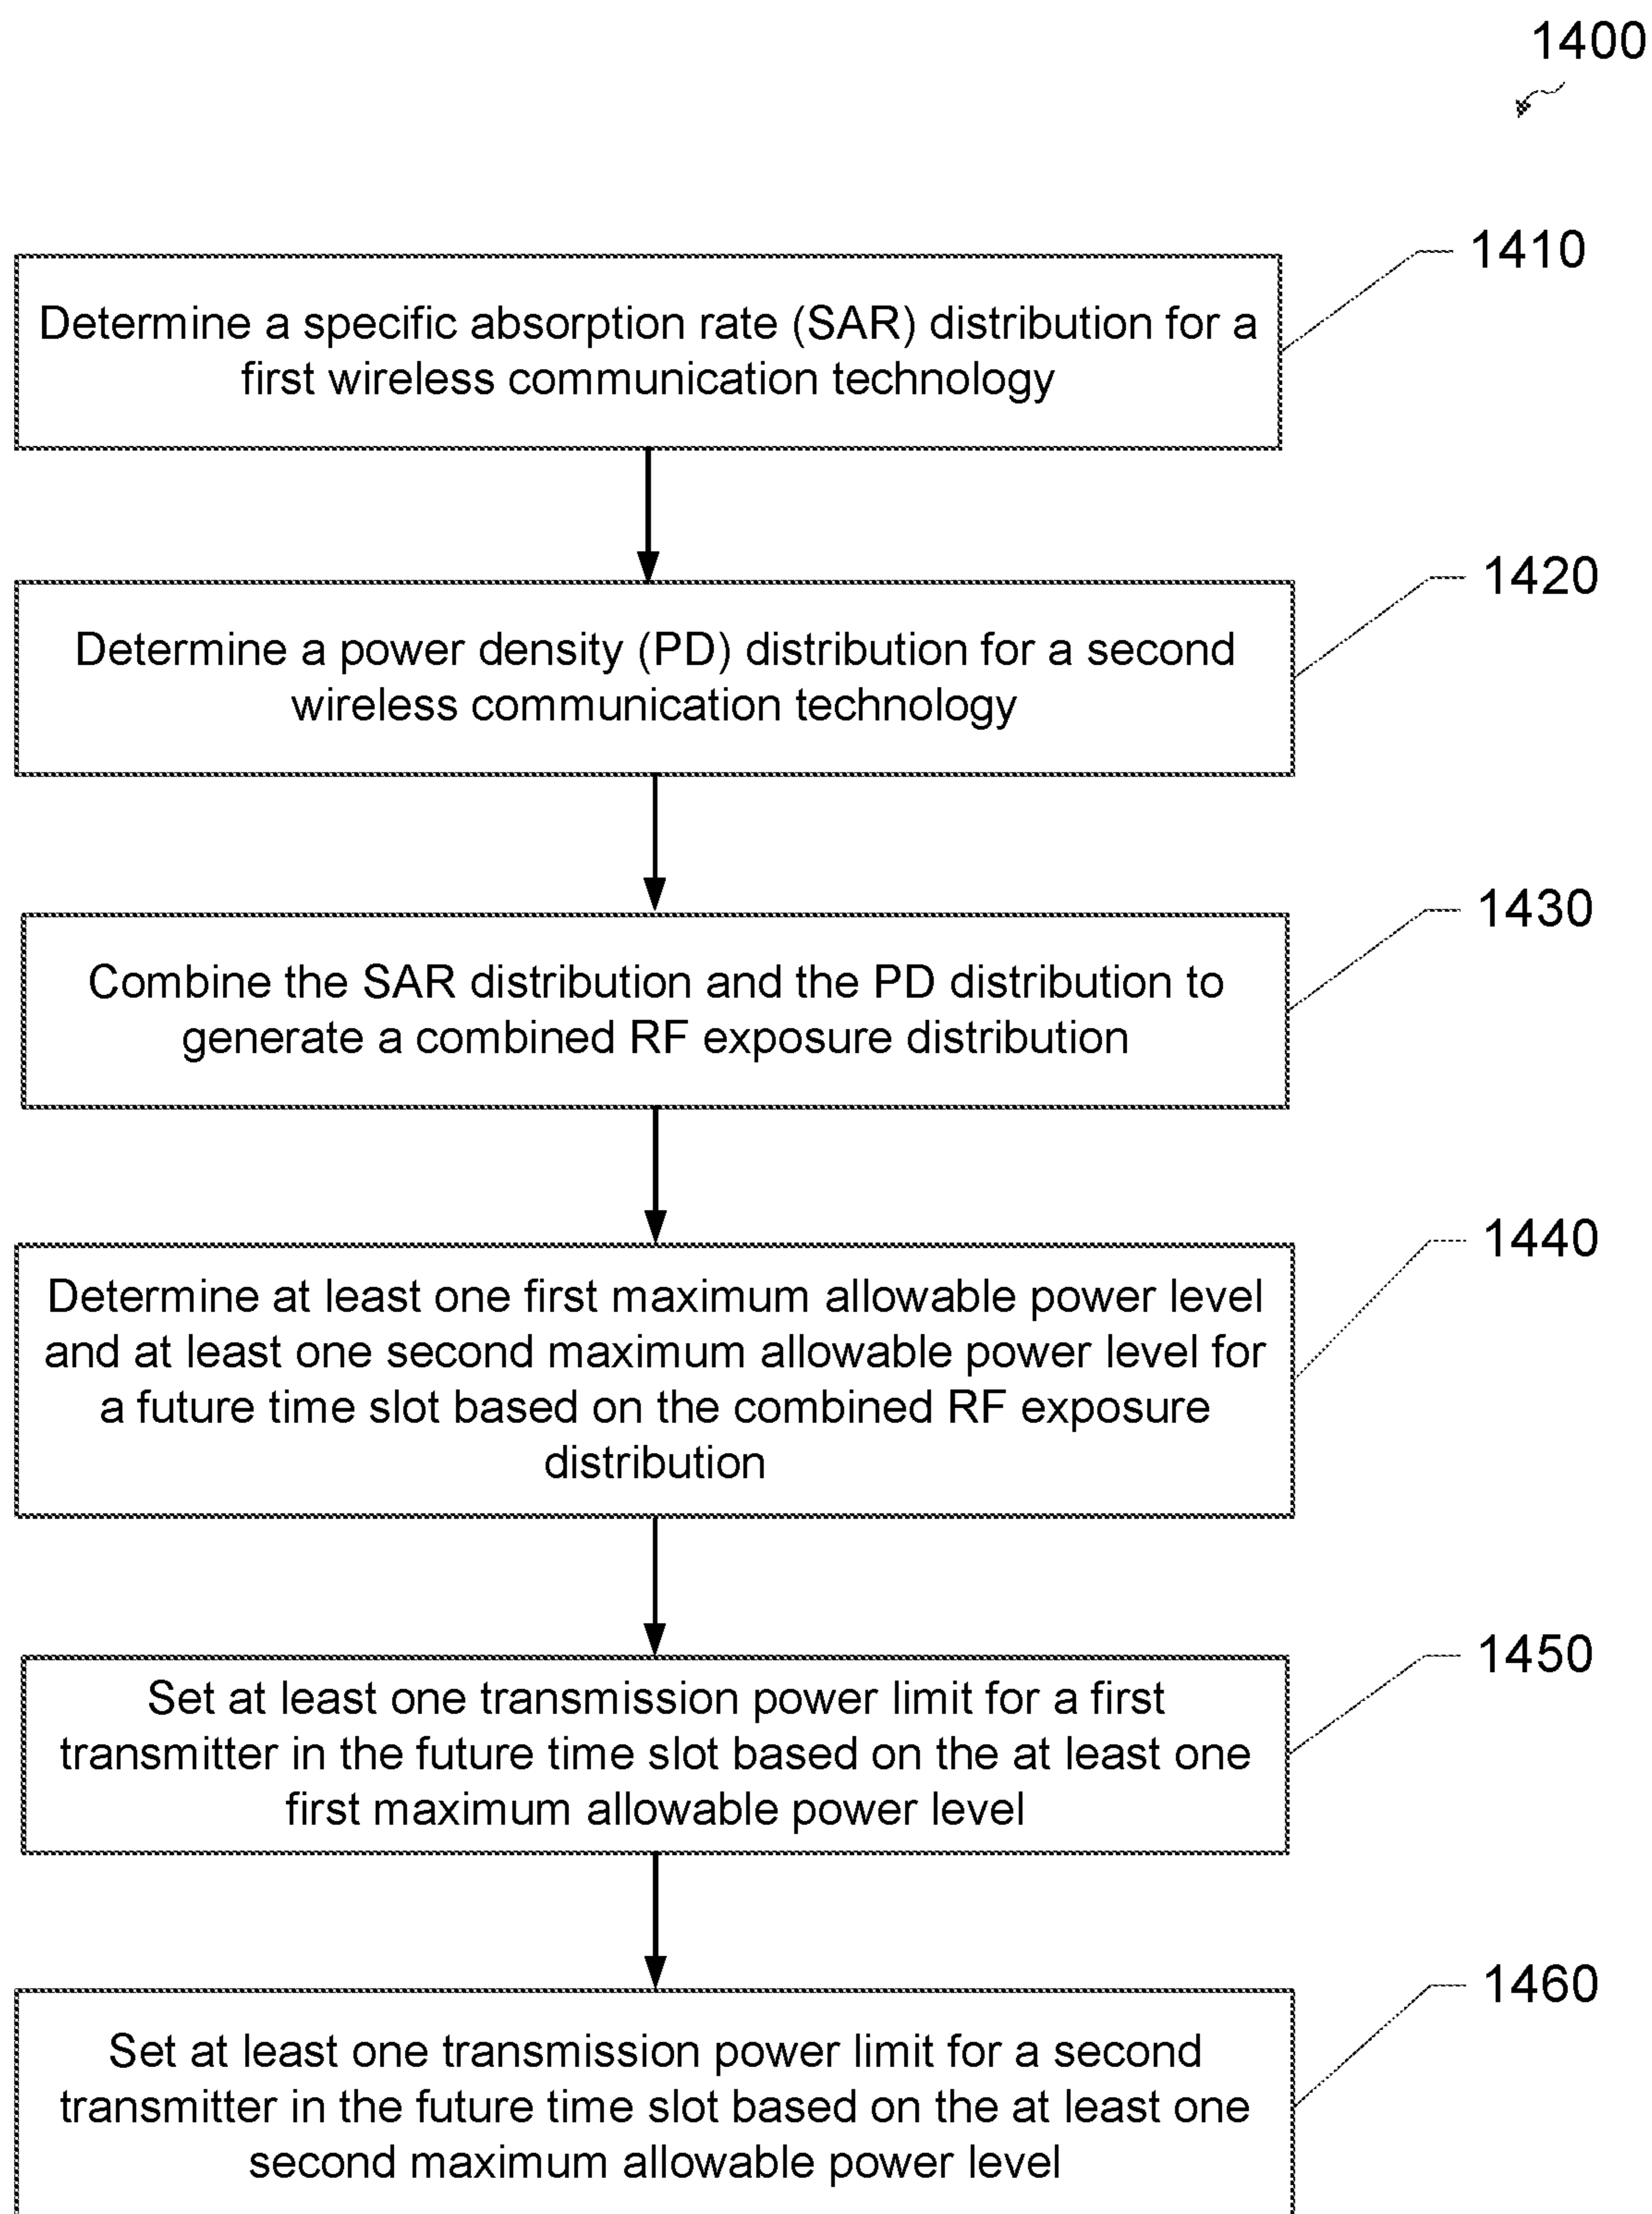 1400
1410
Determine a specific absorption rate (SAR) distribution for a
first wireless communication technology
1420
Determine a power density (PD) distribution for a second
wireless communication technology
1430
Combine the SAR distribution and the PD distribution to
generate a combined RF exposure distribution
1440
Determine at least one first maximum allowable power level
and at least one second maximum allowable power level for
a future time slot based on the combined RF exposure
distribution
1450
Set at least one transmission power limit for a first
transmitter in the future time slot based on the at least one
first maximum allowable power level
1460
Set at least one transmission power limit for a second
transmitter in the future time slot based on the at least one
second maximum allowable power level